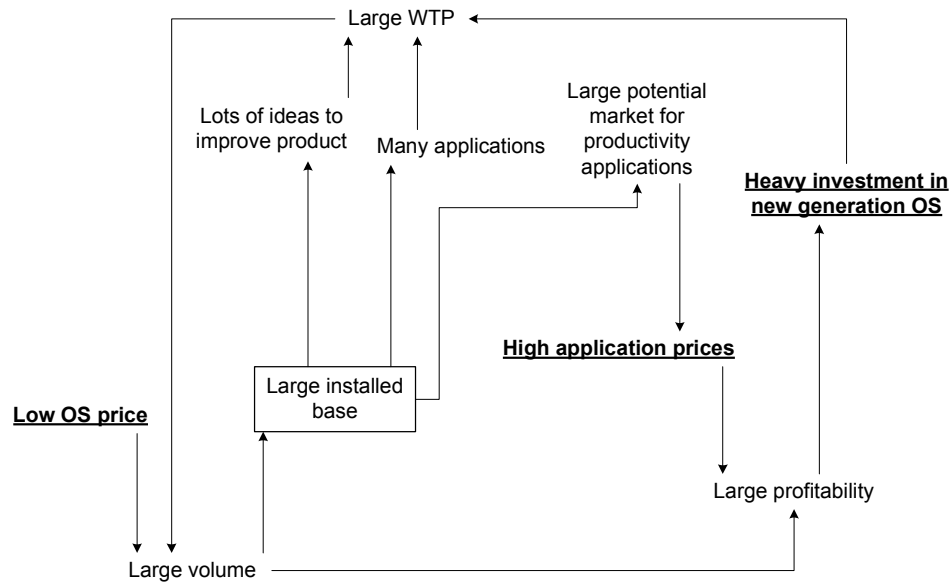 Large WTP
Lots of ideas to
improve product
Many applications
Large potential
market for
productivity
applications
Heavy investment in
new generation OS
High application prices
Large installed
base
Low OS price
Large profitability
Large volume